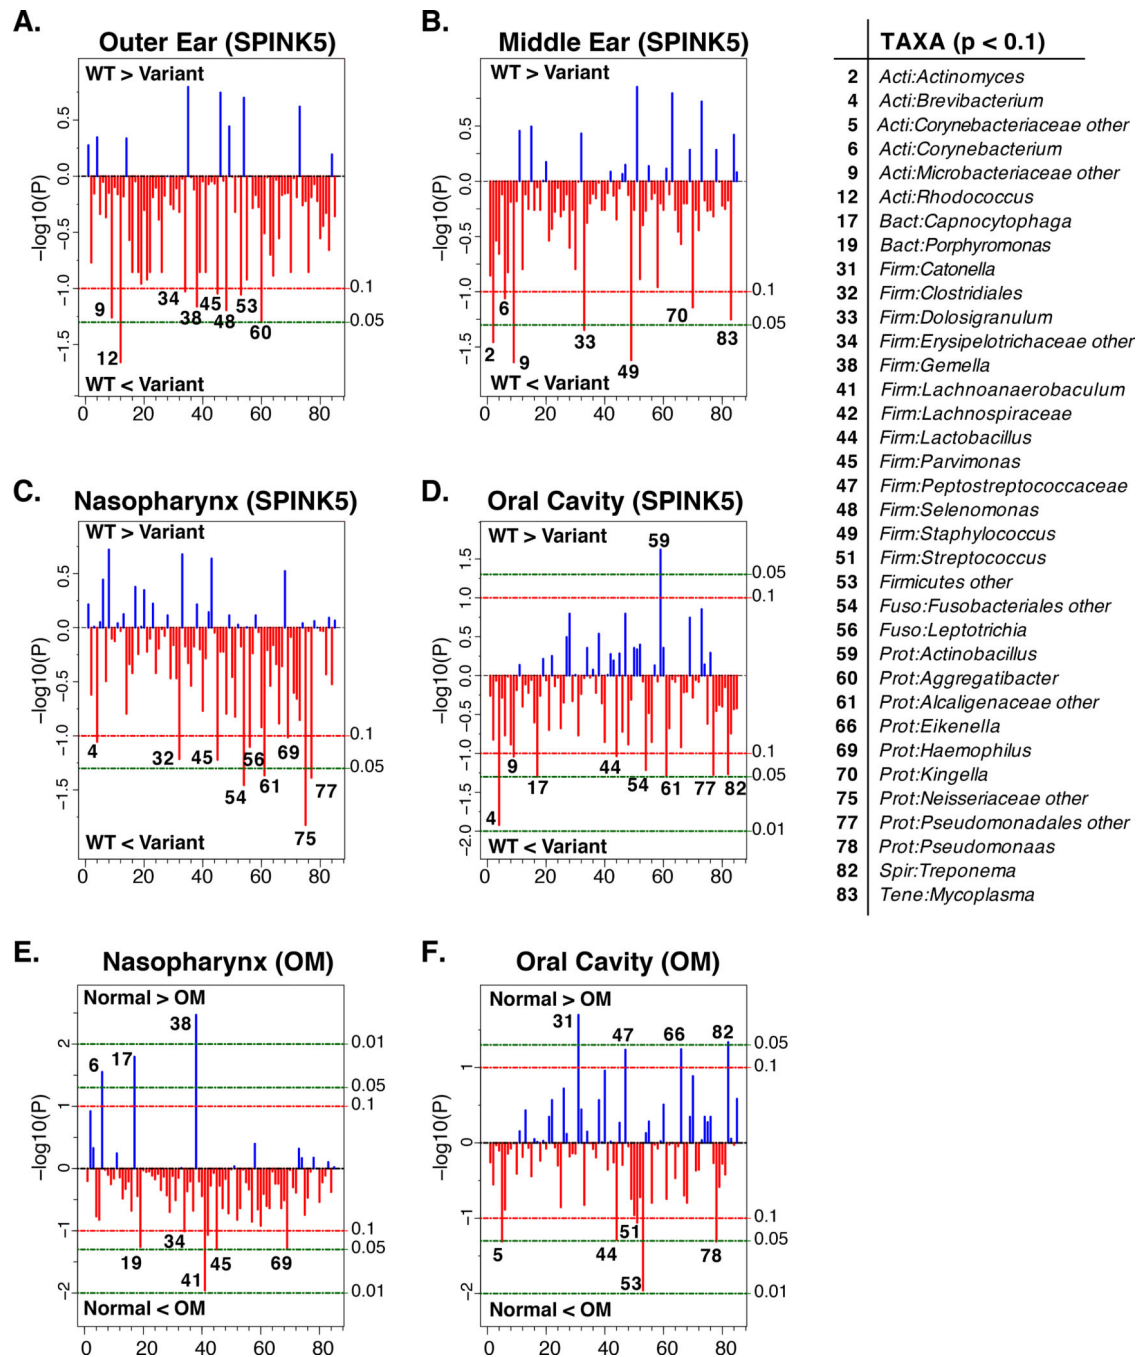 A.
Outer Ear (SPINK5)
WT > Variant
−log10(P)
0.5
0.0
−0.5
−1.0
−1.5
0.1
0.05
9
12
34
38
45
48
53
60
WT < Variant
0 20 40 60 80
B.
Middle Ear (SPINK5)
WT > Variant
−log10(P)
0.5
0.0
−0.5
−1.0
−1.5
0.1
0.05
2
6
9
33
49
70
83
WT < Variant
0 20 40 60 80
C.
Nasopharynx (SPINK5)
WT > Variant
−log10(P)
0.5
0.0
−0.5
−1.0
−1.5
0.1
0.05
4
32
45
54
56
61
69
75
77
WT < Variant
0 20 40 60 80
D.
Oral Cavity (SPINK5)
WT > Variant
−log10(P)
1.5
1.0
0.5
0.0
−0.5
−1.0
−1.5
−2.0
0.05
0.1
0.1
0.05
0.01
59
4
9
17
44
54
61
77
82
WT < Variant
0 20 40 60 80
TAXA (p < 0.1)
2 Acti:Actinomyces
4 Acti:Brevibacterium
5 Acti:Corynebacteriaceae other
6 Acti:Corynebacterium
9 Acti:Microbacteriaceae other
12 Acti:Rhodococcus
17 Bact:Capnocytophaga
19 Bact:Porphyromonas
31 Firm:Catonella
32 Firm:Clostridiales
33 Firm:Dolosigranulum
34 Firm:Erysipelotrichaceae other
38 Firm:Gemella
41 Firm:Lachnoanaerobaculum
42 Firm:Lachnospiraceae
44 Firm:Lactobacillus
45 Firm:Parvimonas
47 Firm:Peptostreptococcaceae
48 Firm:Selenomonas
49 Firm:Staphylococcus
51 Firm:Streptococcus
53 Firmicutes other
54 Fuso:Fusobacteriales other
56 Fuso:Leptotrichia
59 Prot:Actinobacillus
60 Prot:Aggregatibacter
61 Prot:Alcaligenaceae other
66 Prot:Eikenella
69 Prot:Haemophilus
70 Prot:Kingella
75 Prot:Neisseriaceae other
77 Prot:Pseudomonadales other
78 Prot:Pseudomonaas
82 Spir:Treponema
83 Tene:Mycoplasma
E.
Nasopharynx (OM)
Normal > OM
−log10(P)
2
1
0
−1
−2
0.01
0.05
0.1
0.1
0.05
0.01
6
17
38
19
34
41
45
69
Normal < OM
0 20 40 60 80
F.
Oral Cavity (OM)
Normal > OM
−log10(P)
1
0
−1
−2
0.05
0.1
0.1
0.05
0.01
31
47
66
82
5
44
51
53
78
Normal < OM
0 20 40 60 80